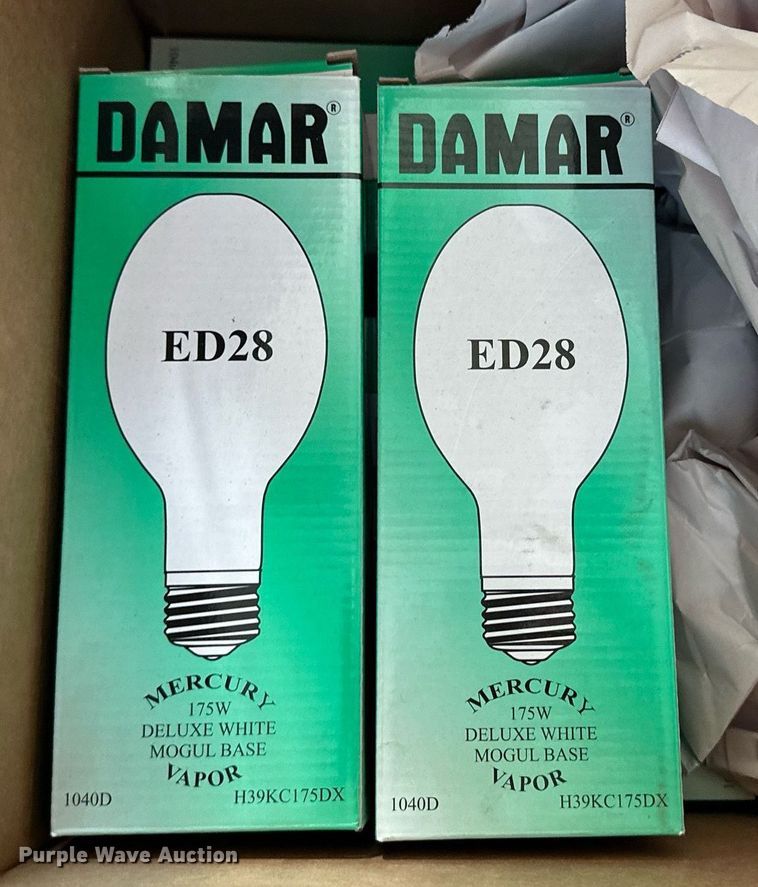 DAMAR®
ED28
MERCURY
175W
DELUXE WHITE
MOGUL BASE
VAPOR
1040D H39KC175DX
DAMAR®
ED28
MERCURY
175W
DELUXE WHITE
MOGUL BASE
VAPOR
1040D H39KC175DX
Purple Wave Auction